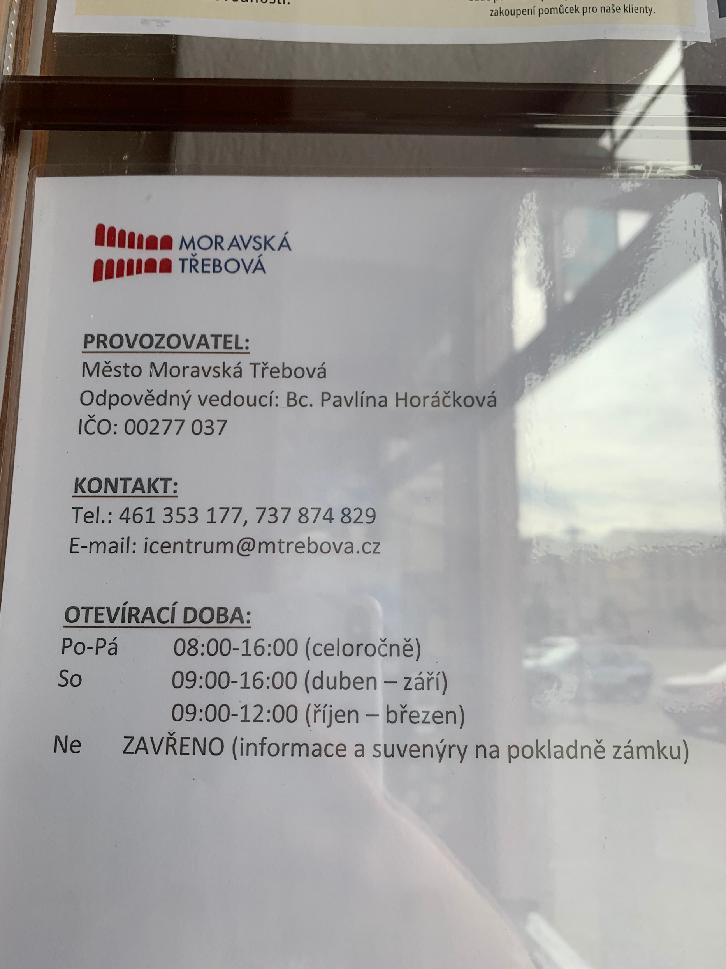 zakoupení pomůcek pro naše klienty.
MORAVSKÁ
TŘEBOVÁ
PROVOZOVATEL:
Město Moravská Třebová
Odpovědný vedoucí: Bc. Pavlína Horáčková
IČO: 00277 037
KONTAKT:
Tel.: 461 353 177, 737 874 829
E-mail: icentrum@mtrebova.cz
OTEVÍRACÍ DOBA:
Po-Pá 08:00-16:00 (celoročně)
So 09:00-16:00 (duben – září)
09:00-12:00 (říjen – březen)
Ne ZAVŘENO (informace a suvenýry na pokladně zámku)